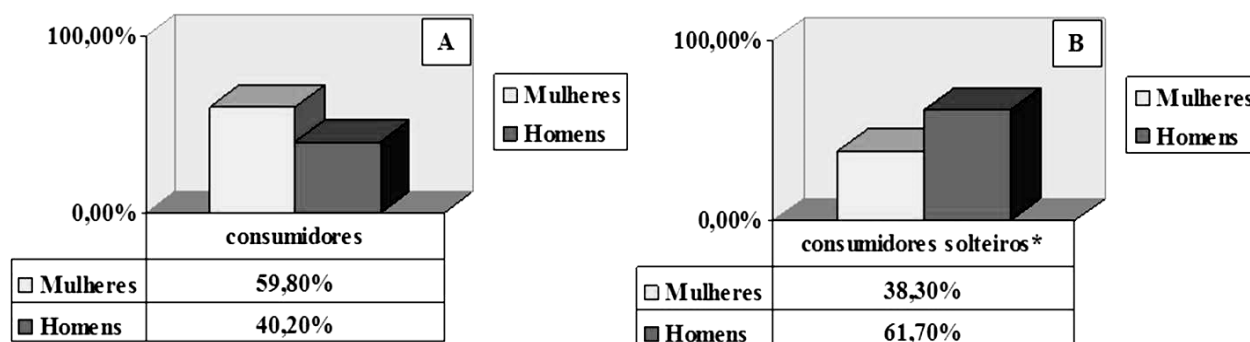 100,00%
A
Mulheres
Homens
0,00%
consumidores
Mulheres 59,80%
Homens 40,20%
100,00%
B
Mulheres
Homens
0,00%
consumidores solteiros*
Mulheres 38,30%
Homens 61,70%